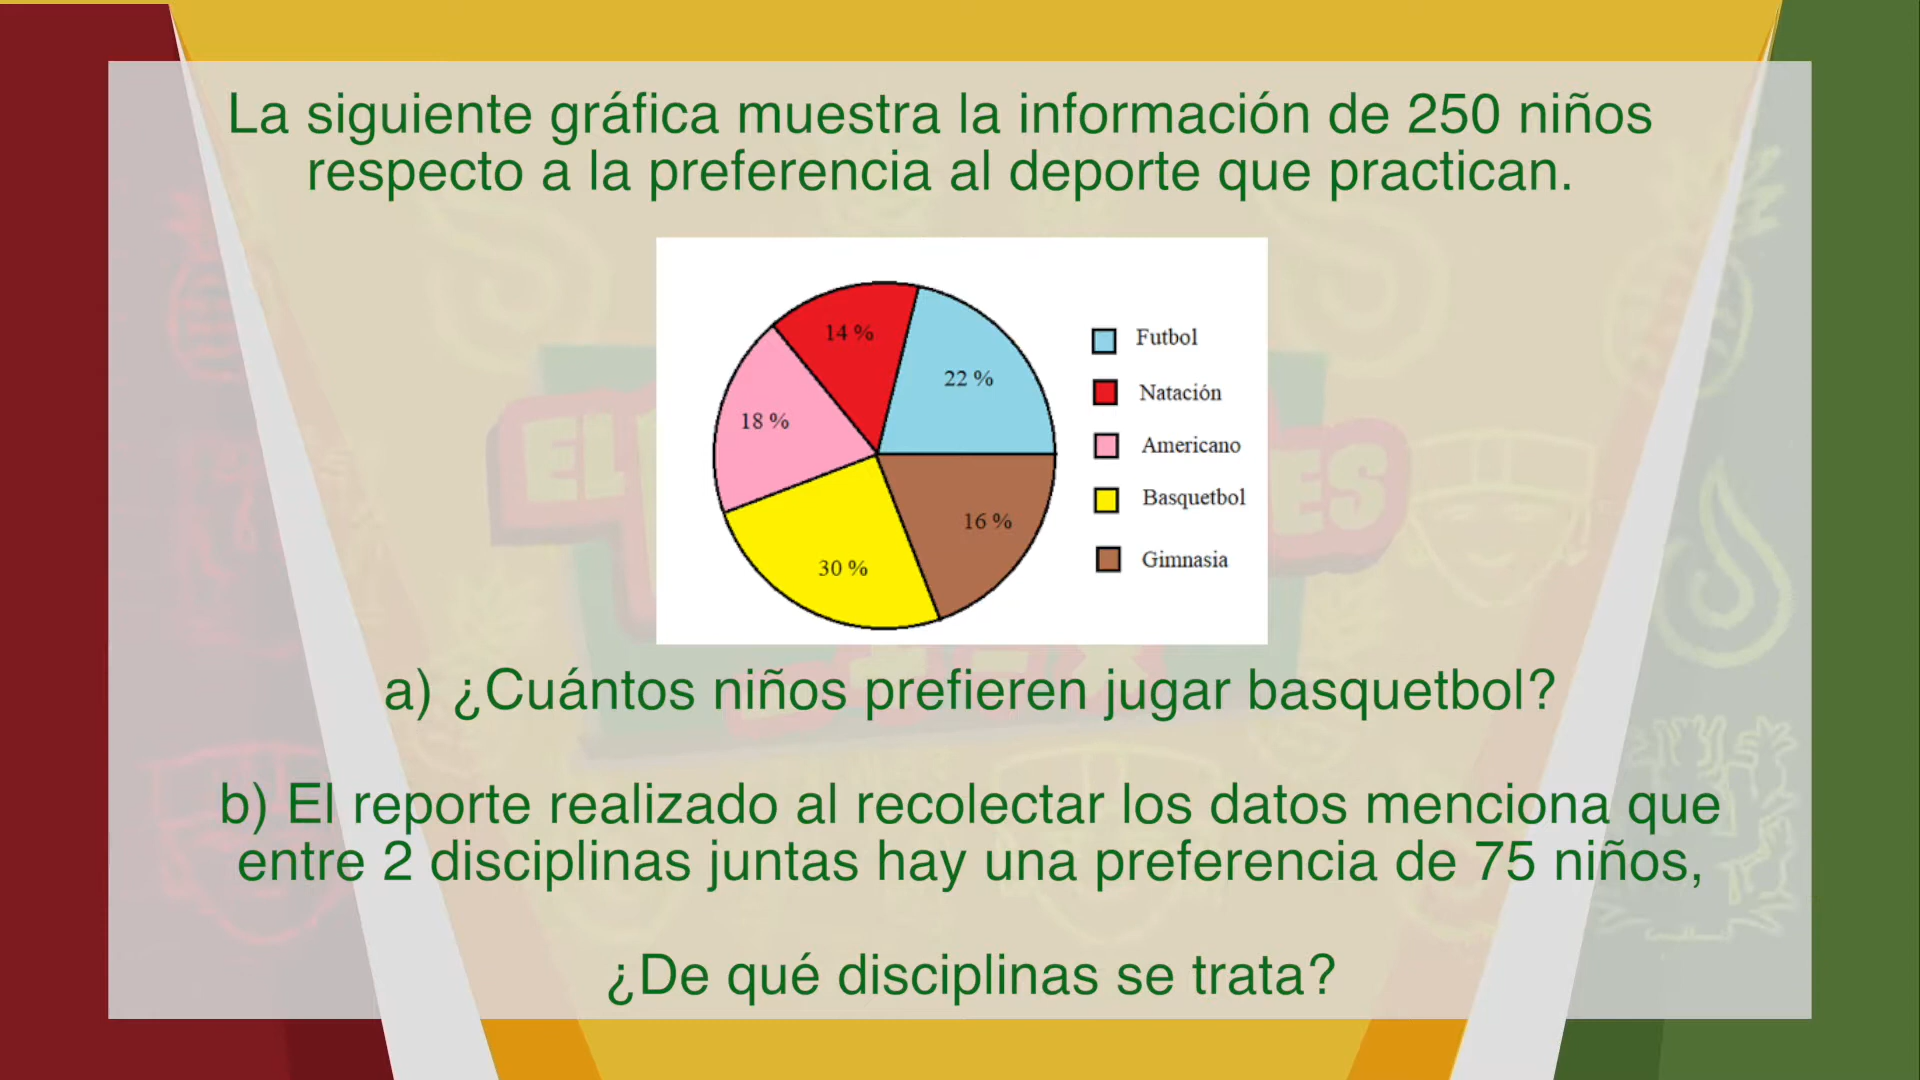 La siguiente gráfica muestra la información de 250 niños
respecto a la preferencia al deporte que practican.
14 %
22 %
18 %
16 %
30 %
Futbol
Natación
Americano
Basquetbol
Gimnasia
a) ¿Cuántos niños prefieren jugar basquetbol?
b) El reporte realizado al recolectar los datos menciona que
entre 2 disciplinas juntas hay una preferencia de 75 niños,
¿De qué disciplinas se trata?
EL
ES